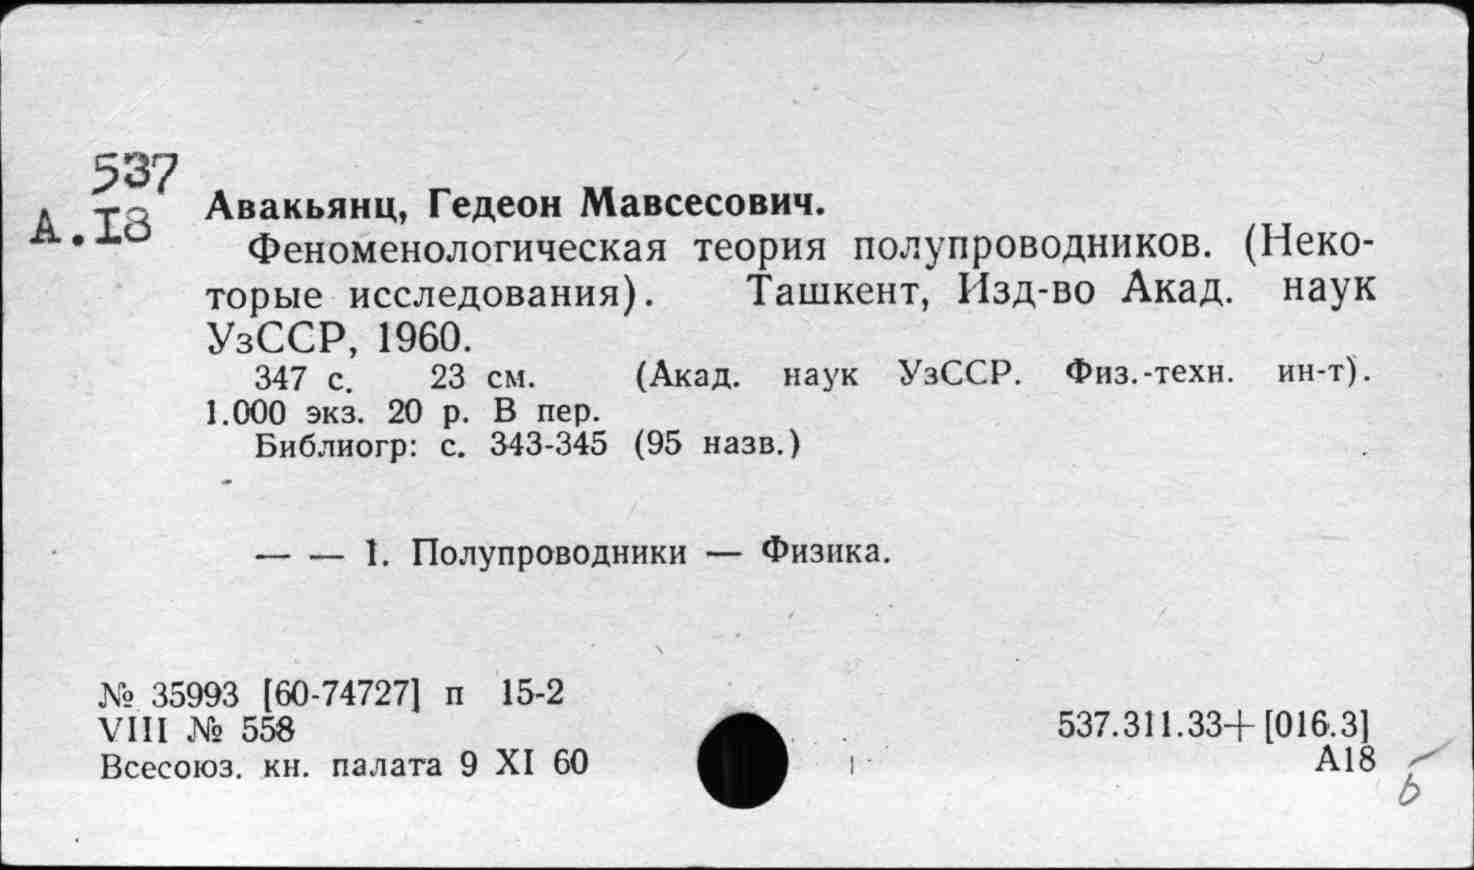 537
А.I8
Авакьянц, Гедеон Мавсесович.
Феноменологическая теория полупроводников. (Неко-
торые исследования). Ташкент, Изд-во Акад. наук
УзССР, 1960.
347 с. 23 см. (Акад. наук УзССР. Физ.-техн. ин-т).
1.000 экз. 20 р. В пер.
Библиогр: с. 343-345 (95 назв.)
— — 1. Полупроводники — Физика.
№ 35993 [60-74727] п 15-2
VIII № 558
Всесоюз. кн. палата 9 XI 60
537.311.33+[016.3]
А18
б